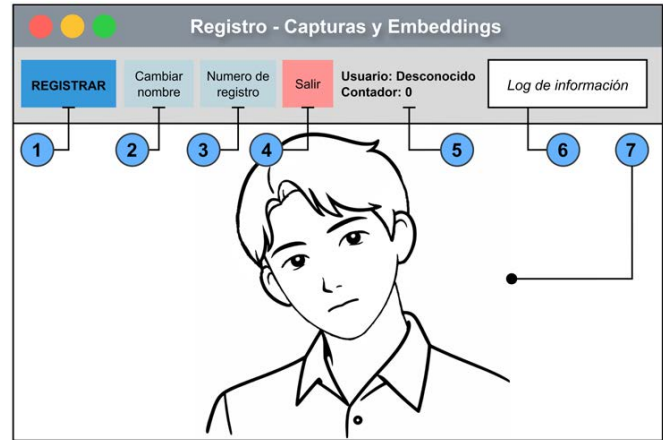 Registro - Capturas y Embeddings
REGISTRAR
Cambiar
nombre
Numero de
registro
Salir
Usuario: Desconocido
Contador: 0
Log de información
1
2
3
4
5
6
7